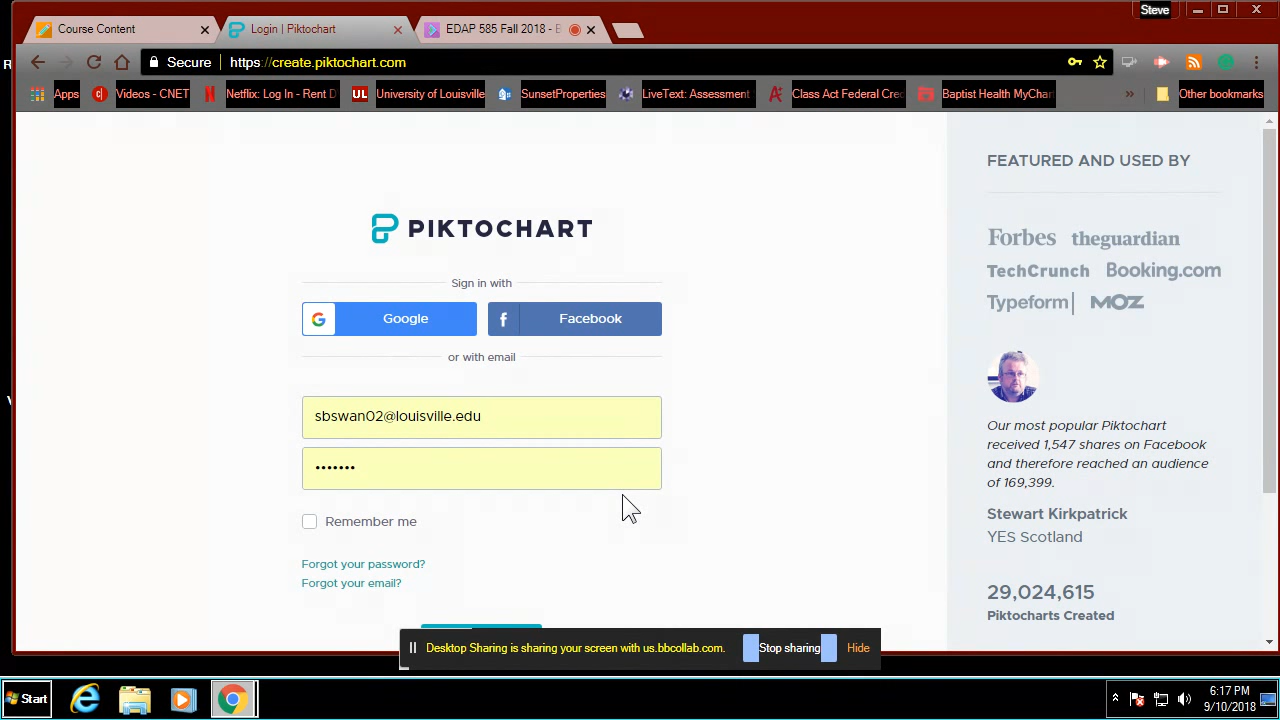 Steve
Course Content
Login | Piktochart
EDAP 585 Fall 2018 - B
Secure
https://create.piktochart.com
Apps
Videos - CNET
Netflix: Log In - Rent D
University of Louisville
SunsetProperties
LiveText: Assessment
Class Act Federal Cred
Baptist Health MyChar
Other bookmarks
PIKTOCHART
Sign in with
Google
Facebook
or with email
sbswan02@louisville.edu
•••••••
Remember me
Forgot your password?
Forgot your email?
FEATURED AND USED BY
Forbes theguardian
TechCrunch Booking.com
Typeform MOZ
Our most popular Piktochart
received 1,547 shares on Facebook
and therefore reached an audience
of 169,399.
Stewart Kirkpatrick
YES Scotland
29,024,615
Piktocharts Created
Desktop Sharing is sharing your screen with us.bbcollab.com.
Stop sharing
Hide
Start
6:17 PM
9/10/2018